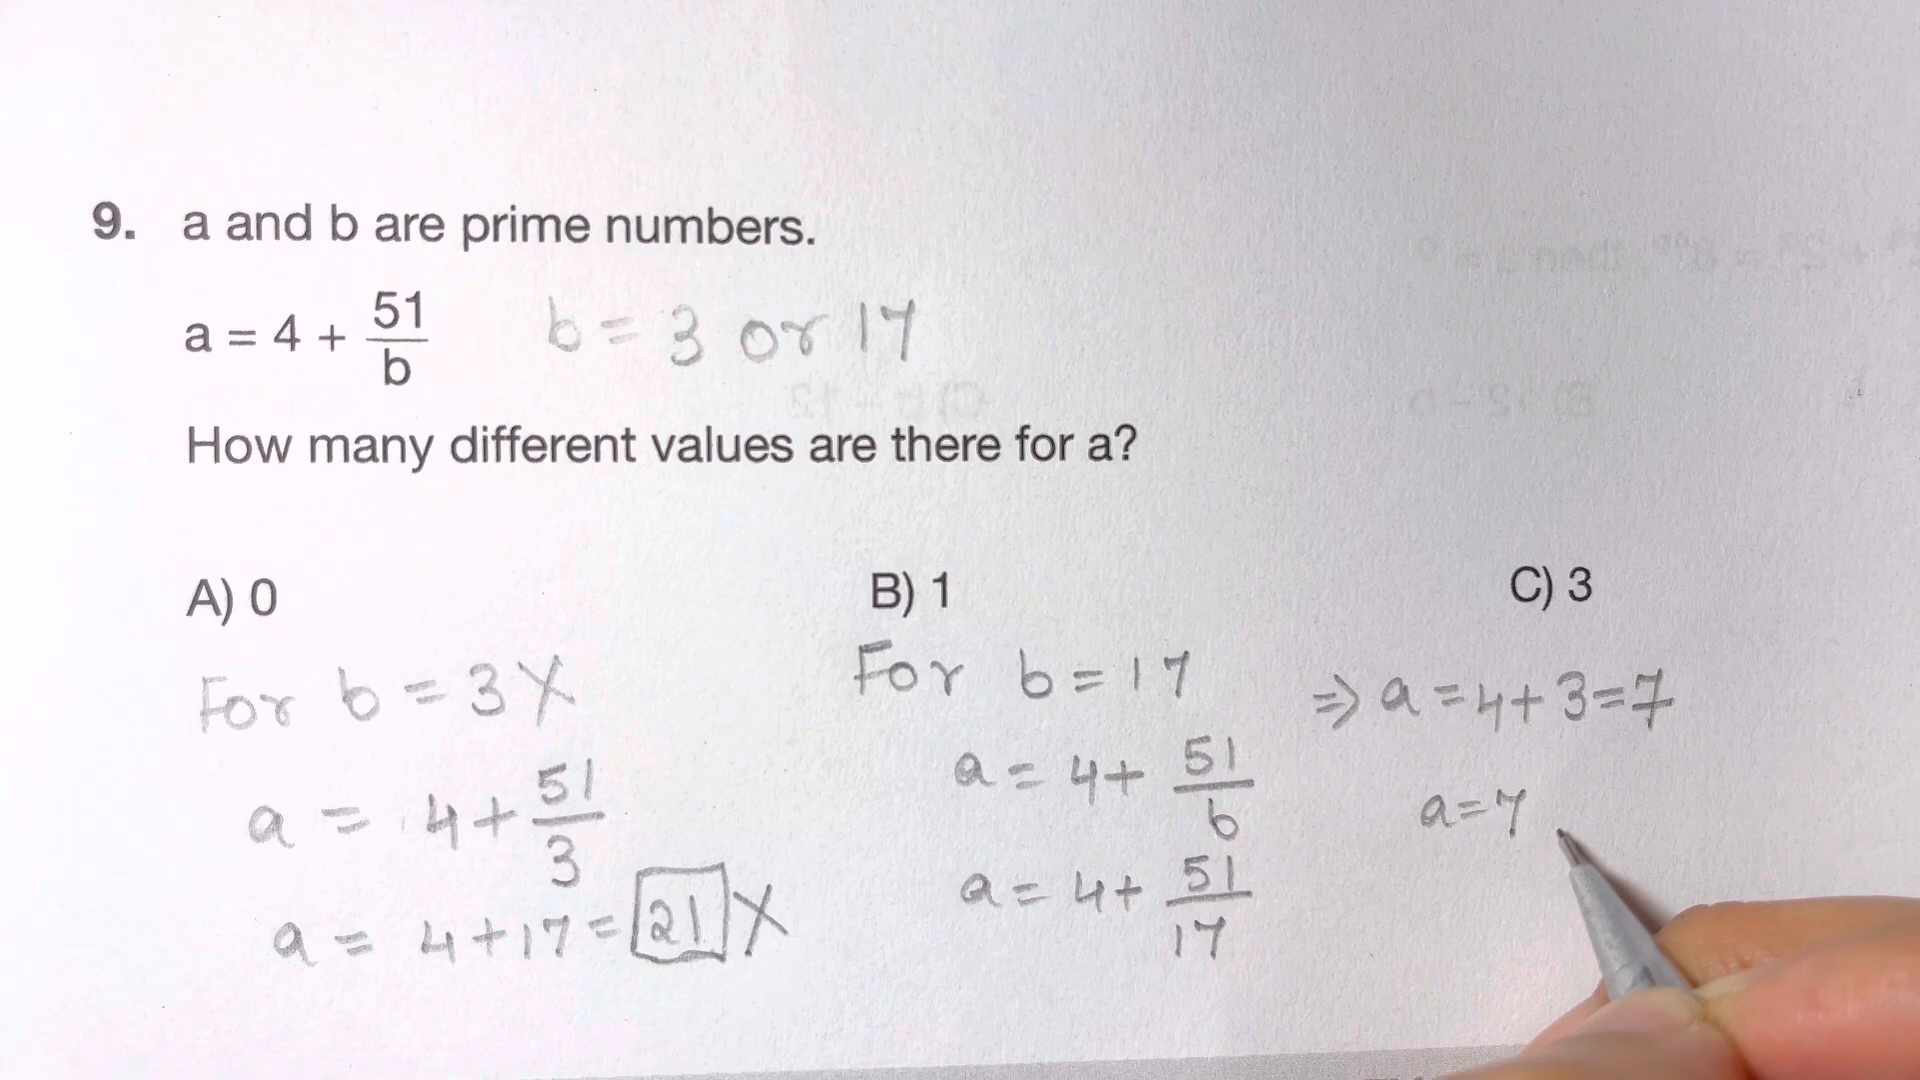 9. a and b are prime numbers.
a = 4 + 51/b b = 3 or 17
How many different values are there for a?
A) 0 B) 1 C) 3
For b = 3 X
a = 4 + 51/3
a = 4 + 17 = 21 X
For b = 17
a = 4 + 51/b
a = 4 + 51/17
⇒ a = 4 + 3 = 7
a = 7